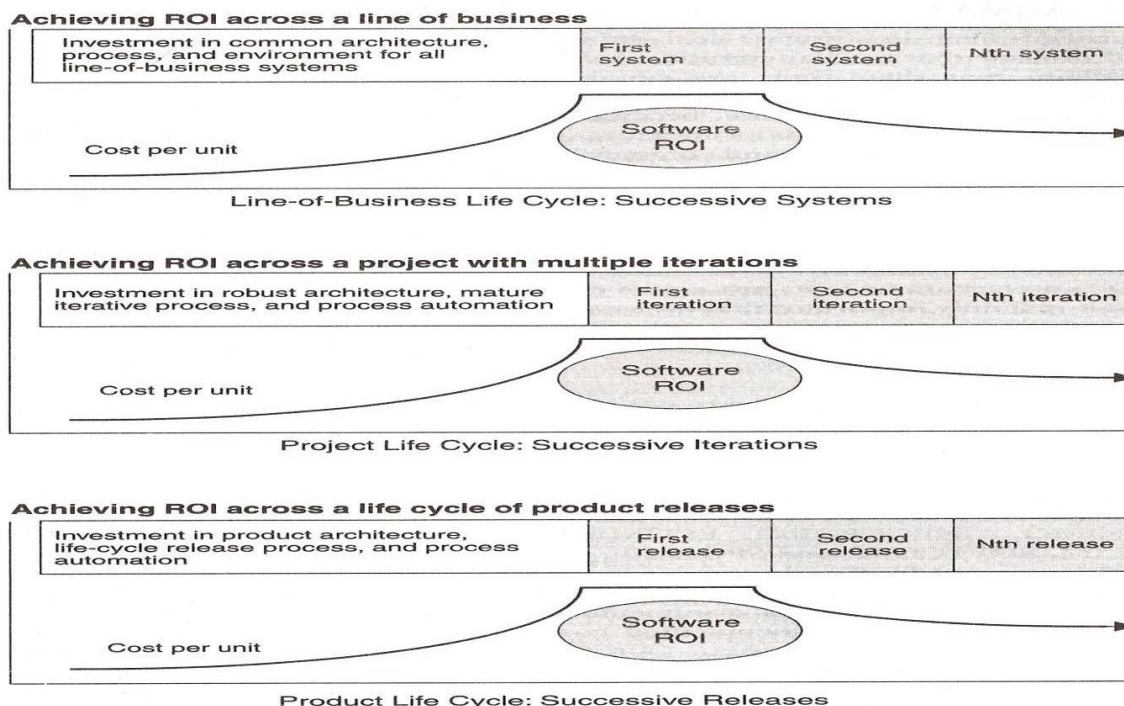 Achieving ROI across a line of business
Investment in common architecture,
process, and environment for all
line-of-business systems
First
system
Second
system
Nth system
Cost per unit
Software
ROI
Line-of-Business Life Cycle: Successive Systems
Achieving ROI across a project with multiple iterations
Investment in robust architecture, mature
iterative process, and process automation
First
iteration
Second
iteration
Nth iteration
Cost per unit
Software
ROI
Project Life Cycle: Successive Iterations
Achieving ROI across a life cycle of product releases
Investment in product architecture,
life-cycle release process, and process
automation
First
release
Second
release
Nth release
Cost per unit
Software
ROI
Product Life Cycle: Successive Releases